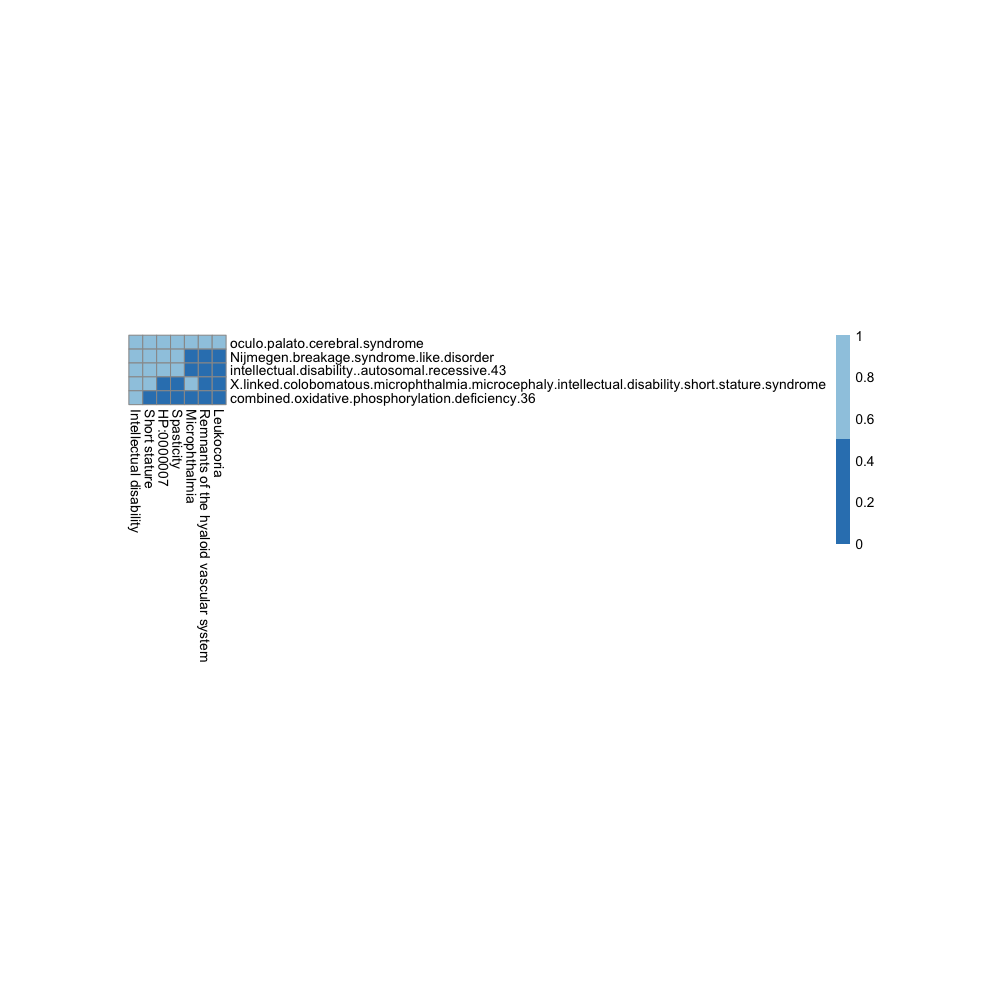 oculo.palato.cerebral.syndrome
Nijmegen.breakage.syndrome.like.disorder
intellectual.disability..autosomal.recessive.43
X.linked.colobomatous.microphthalmia.microcephaly.intellectual.disability.short.stature.syndrome
combined.oxidative.phosphorylation.deficiency.36
Intellectual disability
Short stature
HP:0000007
Spasticity
Microphthalmia
Remnants of the hyaloid vascular system
Leukocoria
1
0.8
0.6
0.4
0.2
0